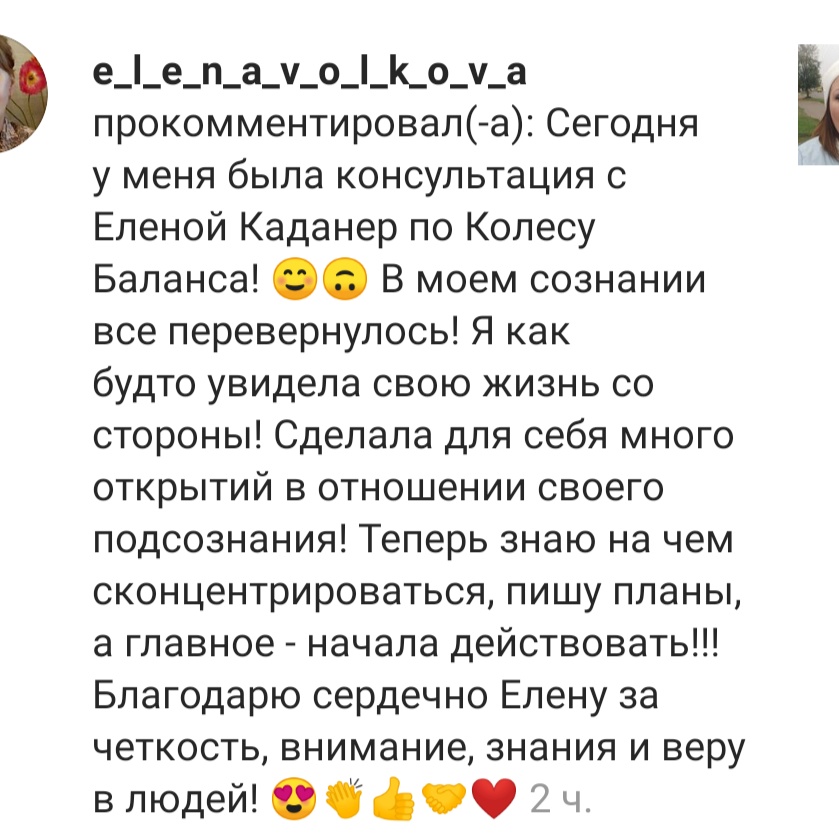 e_l_e_n_a_v_o_l_k_o_v_a
прокомментировал(-а): Сегодня
у меня была консультация с
Еленой Каданер по Колесу
Баланса! 😊🙃 В моем сознании
все перевернулось! Я как
будто увидела свою жизнь со
стороны! Сделала для себя много
открытий в отношении своего
подсознания! Теперь знаю на чем
сконцентрироваться, пишу планы,
а главное - начала действовать!!!
Благодарю сердечно Елену за
четкость, внимание, знания и веру
в людей! 😍👏👍🤝❤️ 2 ч.